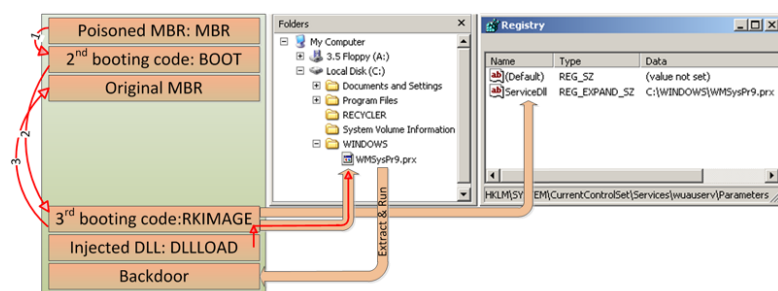 Poisoned MBR: MBR
2nd booting code: BOOT
Original MBR
1
2
3
3rd booting code:RKIMAGE
Injected DLL: DLLLOAD
Backdoor
Folders
My Computer
3.5 Floppy (A:)
Local Disk (C:)
Documents and Settings
Program Files
RECYCLER
System Volume Information
WINDOWS
WMSysPr9.prx
Extract & Run
Registry
Name Type Data
(Default) REG_SZ (value not set)
ServiceDll REG_EXPAND_SZ C:\WINDOWS\WMSysPr9.prx
HKLM\SYSTEM\CurrentControlSet\Services\wuauserv\Parameters